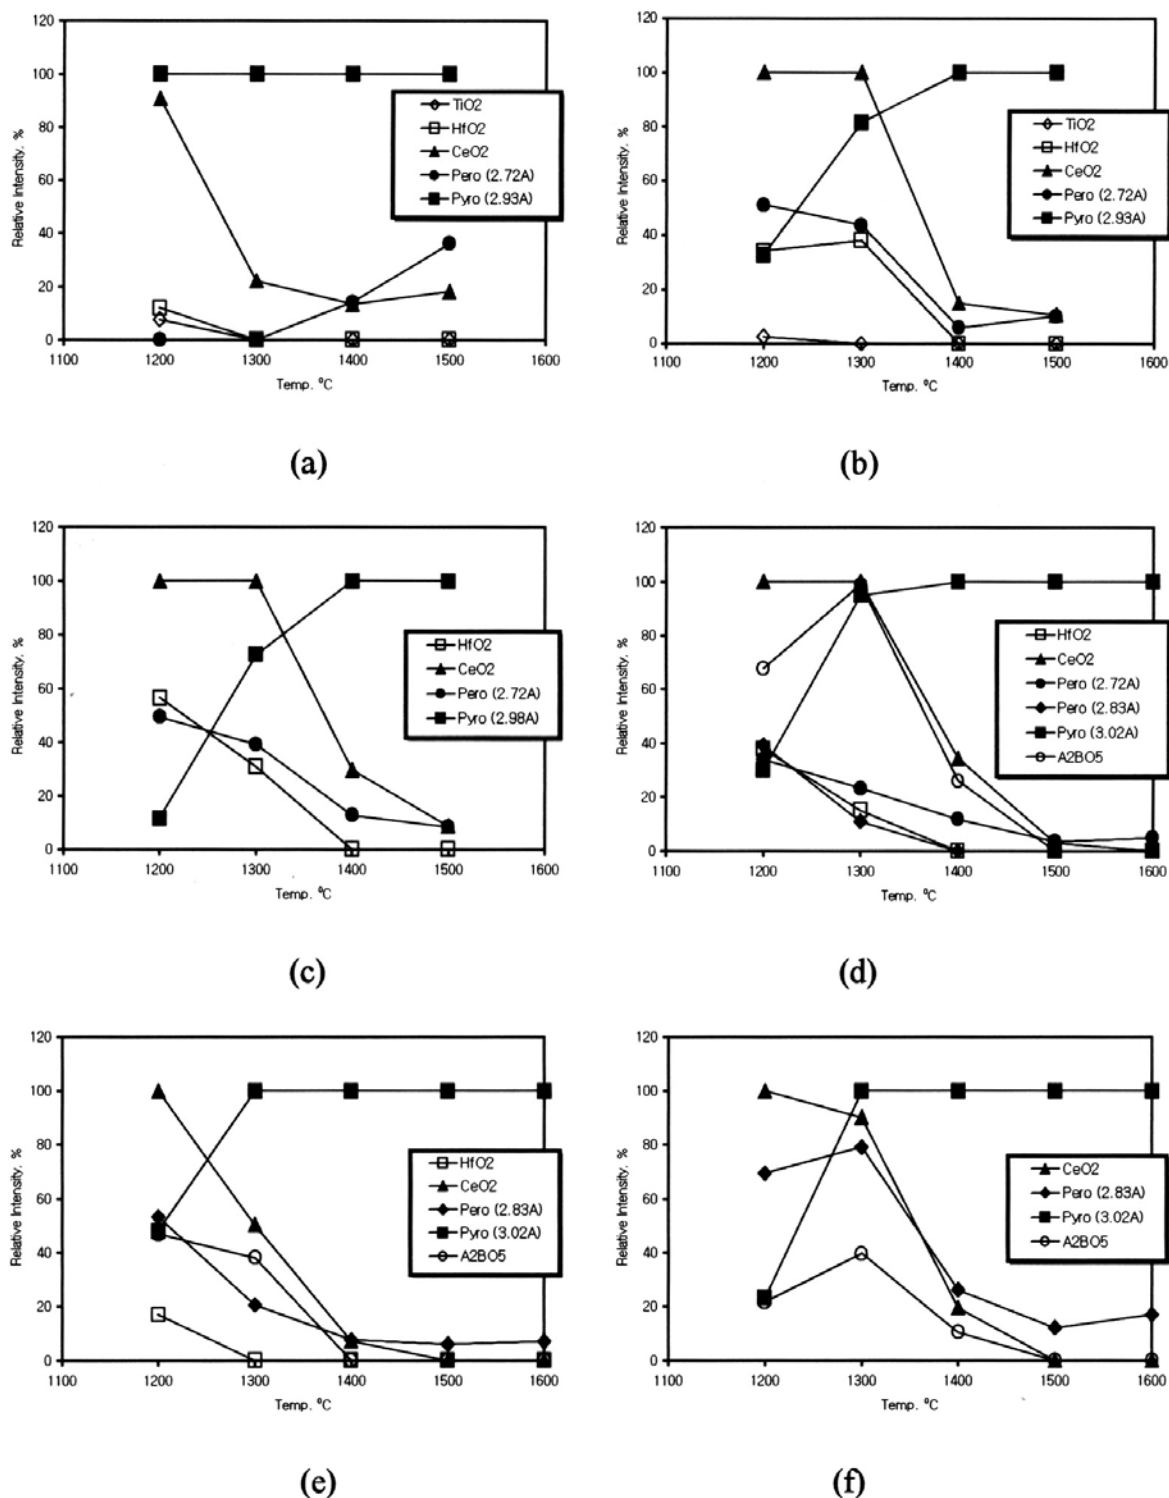 120
100
80
60
40
20
0
Relative Intensity, %
1100 1200 1300 1400 1500 1600
Temp. ⁰C
TiO2
HfO2
CeO2
Pero (2.72A)
Pyro (2.93A)
(a)
120
100
80
60
40
20
0
Relative Intensity, %
1100 1200 1300 1400 1500 1600
Temp. ⁰C
TiO2
HfO2
CeO2
Pero (2.72A)
Pyro (2.93A)
(b)
120
100
80
60
40
20
0
Relative Intensity, %
1100 1200 1300 1400 1500 1600
Temp. ⁰C
HfO2
CeO2
Pero (2.72A)
Pyro (2.98A)
(c)
120
100
80
60
40
20
0
Relative Intensity, %
1100 1200 1300 1400 1500 1600
Temp. ⁰C
HfO2
CeO2
Pero (2.72A)
Pero (2.83A)
Pyro (3.02A)
A2BO5
(d)
120
100
80
60
40
20
0
Relative Intensity, %
1100 1200 1300 1400 1500 1600
Temp. ⁰C
HfO2
CeO2
Pero (2.83A)
Pyro (3.02A)
A2BO5
(e)
120
100
80
60
40
20
0
Relative Intensity, %
1100 1200 1300 1400 1500 1600
Temp. ⁰C
CeO2
Pero (2.83A)
Pyro (3.02A)
A2BO5
(f)